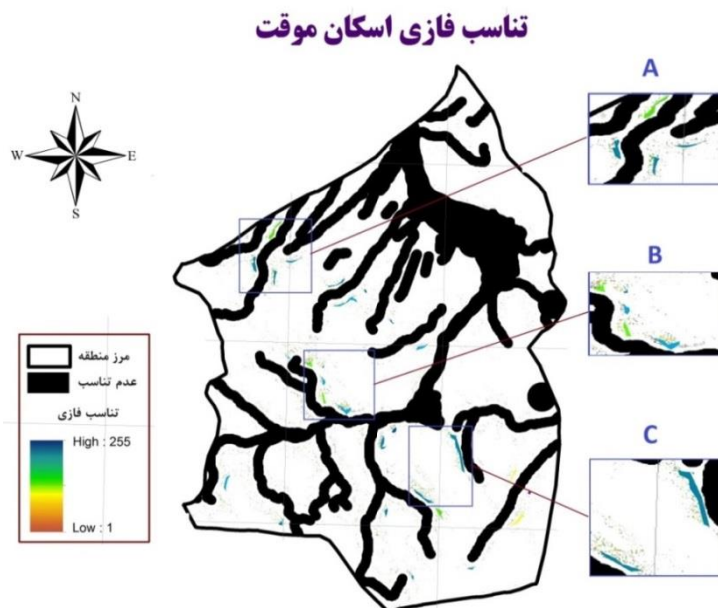 تناسب فازی اسکان موقت
A
N
W E
S
B
مرز منطقه
عدم تناسب
تناسب فازی
High : 255
Low : 1
C